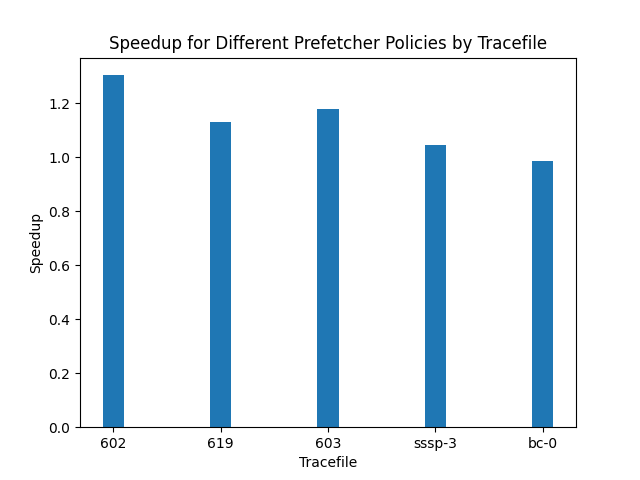 Speedup for Different Prefetcher Policies by Tracefile
1.2
1.0
0.8
0.6
0.4
0.2
0.0
Speedup
602 619 603 sssp-3 bc-0
Tracefile